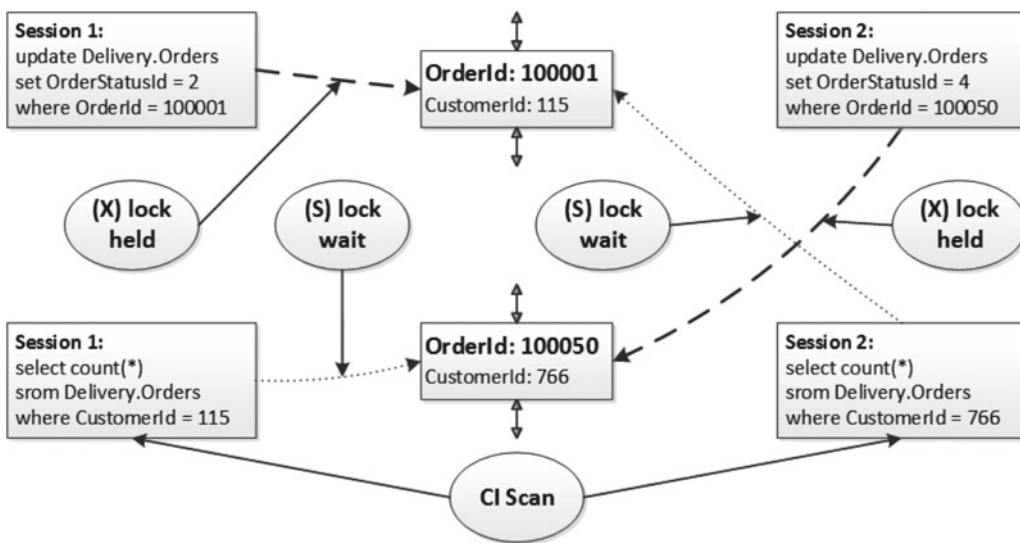 Session 1:
update Delivery.Orders
set OrderStatusId = 2
where OrderId = 100001
OrderId: 100001
CustomerId: 115
Session 2:
update Delivery.Orders
set OrderStatusId = 4
where OrderId = 100050
(X) lock
held
(S) lock
wait
(S) lock
wait
(X) lock
held
Session 1:
select count(*)
srom Delivery.Orders
where CustomerId = 115
OrderId: 100050
CustomerId: 766
Session 2:
select count(*)
srom Delivery.Orders
where CustomerId = 766
CI Scan